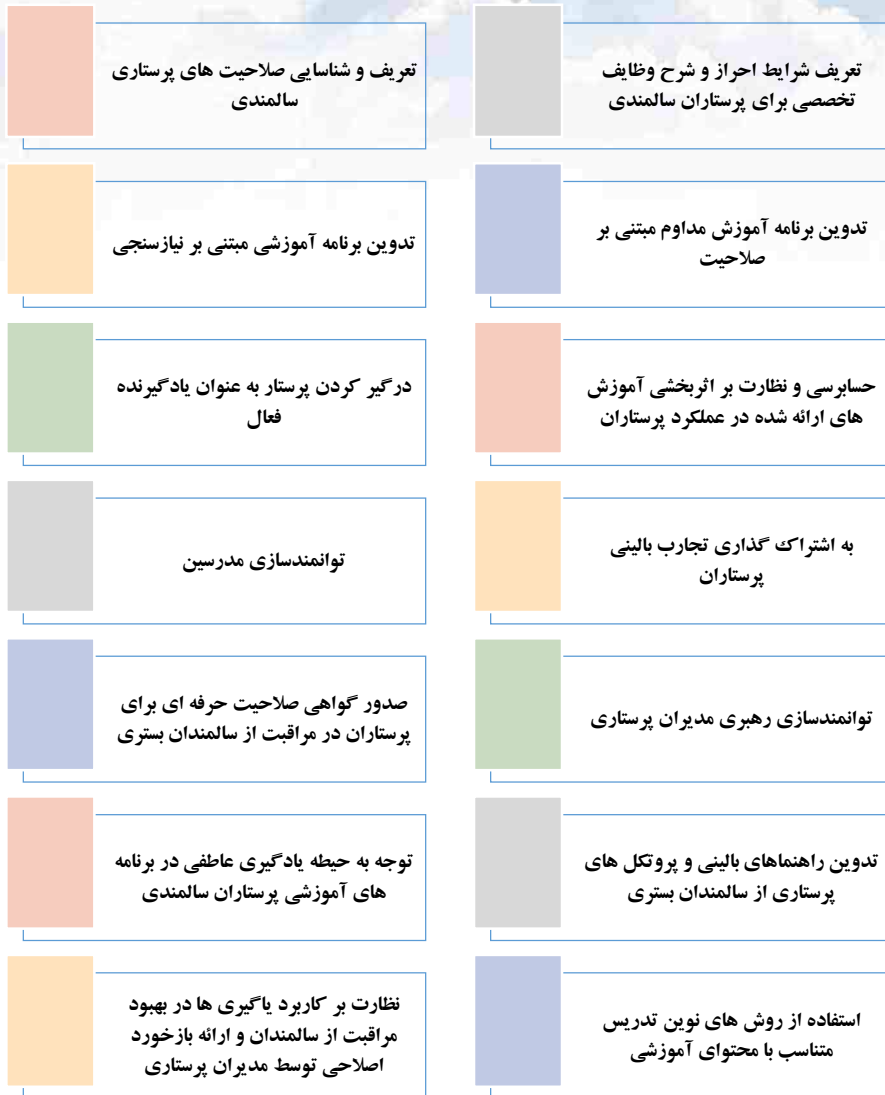 تعریف شرایط احراز و شرح وظایف
تخصصی برای پرستاران سالمندی
تعریف و شناسایی صلاحیت های پرستاری
سالمندی
تدوین برنامه آموزش مداوم مبتنی بر
صلاحیت
تدوین برنامه آموزشی مبتنی بر نیازسنجی
حسابرسی و نظارت بر اثربخشی آموزش
های ارائه شده در عملکرد پرستاران
درگیر کردن پرستار به عنوان یادگیرنده
فعال
به اشتراک گذاری تجارب بالینی
پرستاران
توانمندسازی مدرسین
توانمندسازی رهبری مدیران پرستاری
صدور گواهی صلاحیت حرفه ای برای
پرستاران در مراقبت از سالمندان بستری
تدوین راهنماهای بالینی و پروتکل های
پرستاری از سالمندان بستری
توجه به حیطه یادگیری عاطفی در برنامه
های آموزشی پرستاران سالمندی
استفاده از روش های نوین تدریس
متناسب با محتوای آموزشی
نظارت بر کاربرد یاگیری ها در بهبود
مراقبت از سالمندان و ارائه بازخورد
اصلاحی توسط مدیران پرستاری